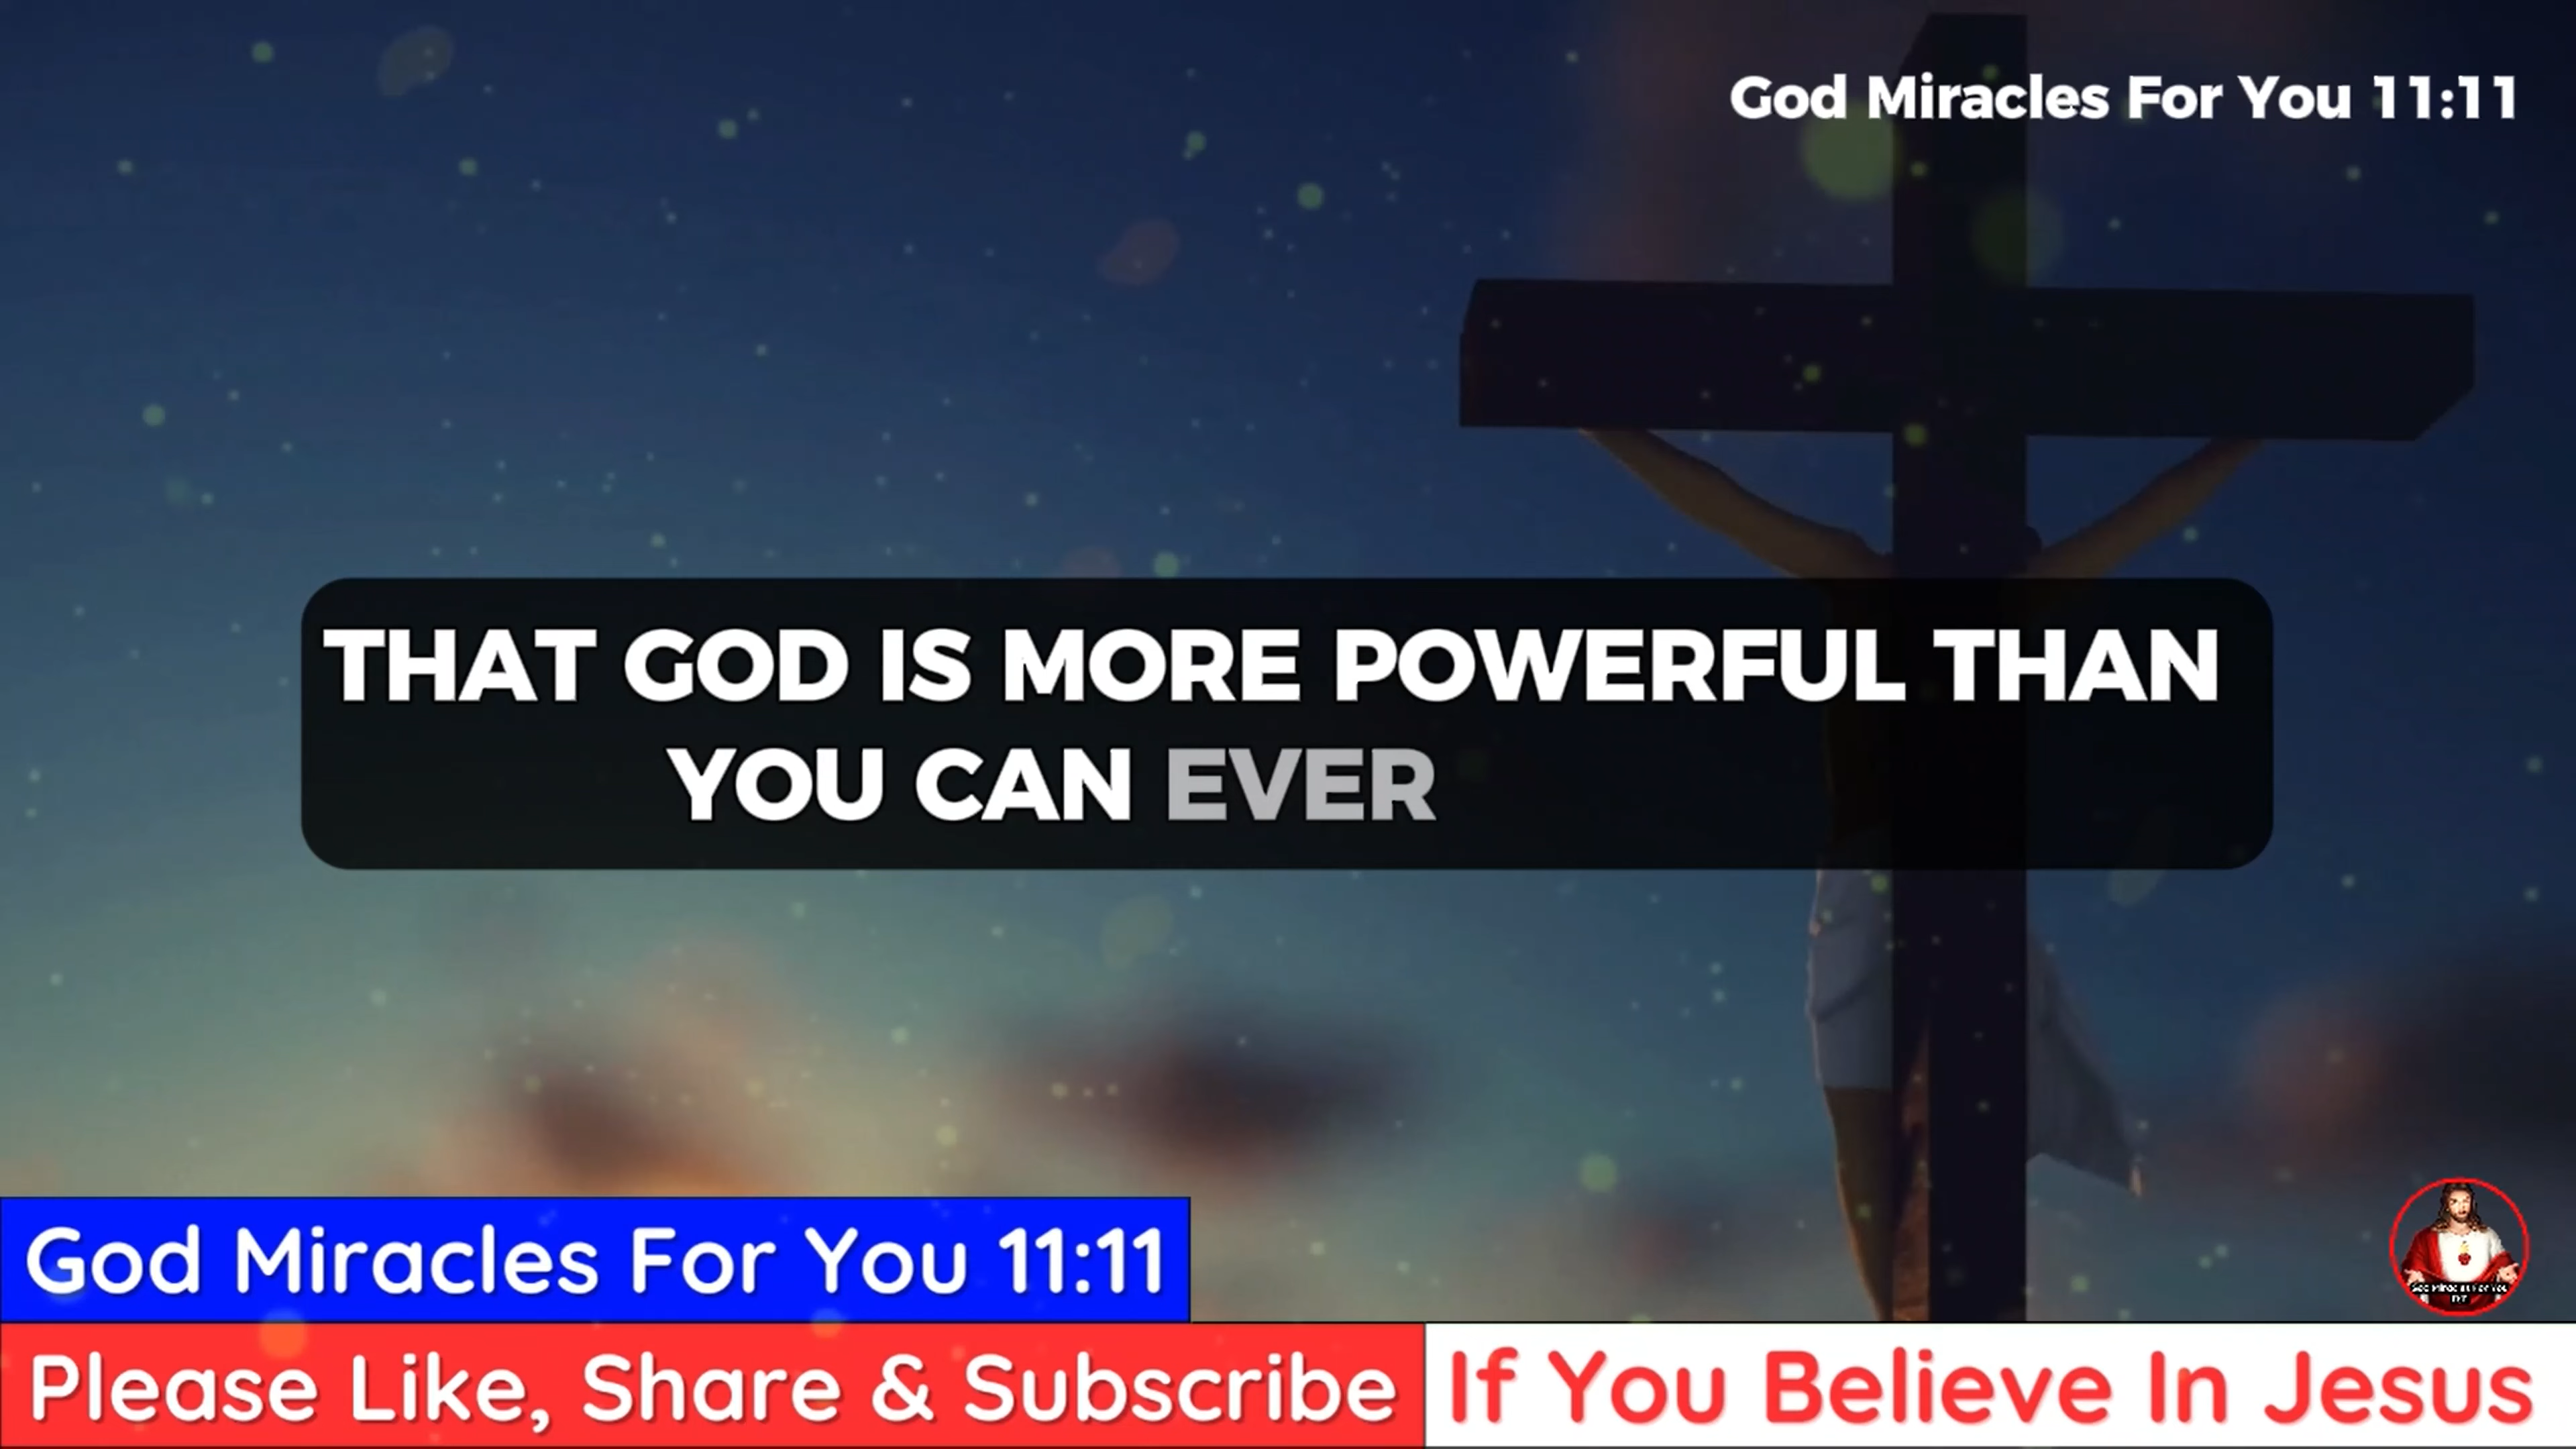 God Miracles For You 11:11
THAT GOD IS MORE POWERFUL THAN
YOU CAN EVER
God Miracles For You 11:11
Please Like, Share & Subscribe
If You Believe In Jesus